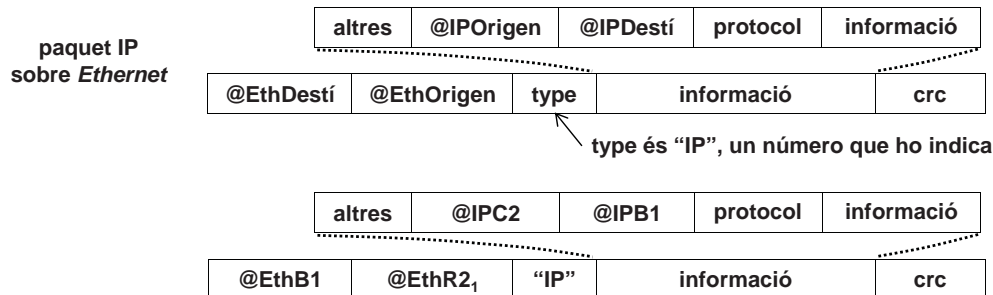 altres @IPOrigen @IPDestí protocol informació
paquet IP
sobre Ethernet
@EthDestí @EthOrigen type informació crc
type és “IP”, un número que ho indica
altres @IPC2 @IPB1 protocol informació
@EthB1 @EthR2₁ “IP” informació crc